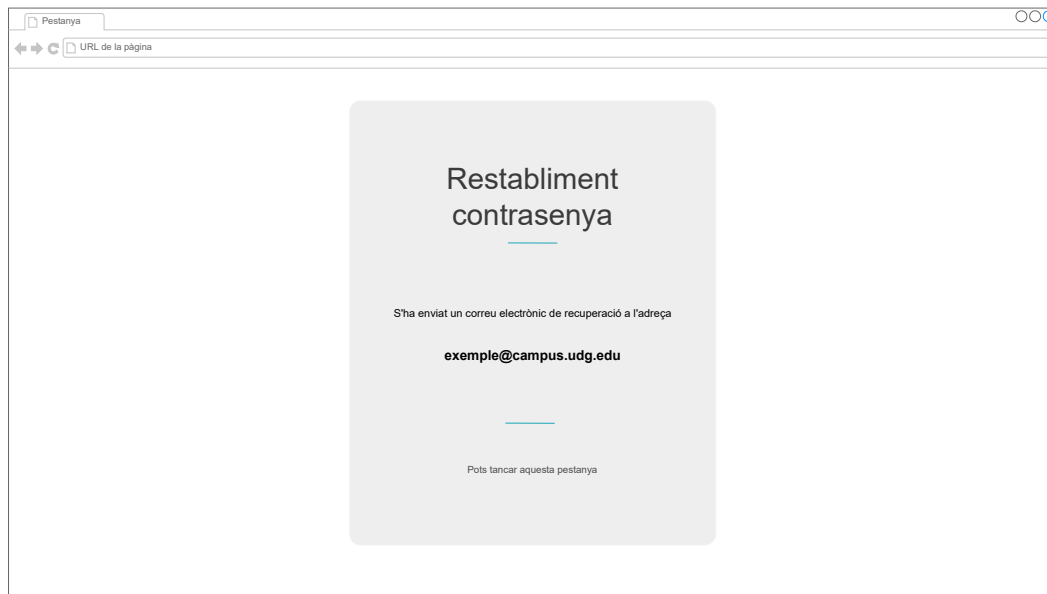 Pestanya
URL de la pàgina
Restabliment
contrasenya
S'ha enviat un correu electrònic de recuperació a l'adreça
exemple@campus.udg.edu
Pots tancar aquesta pestanya